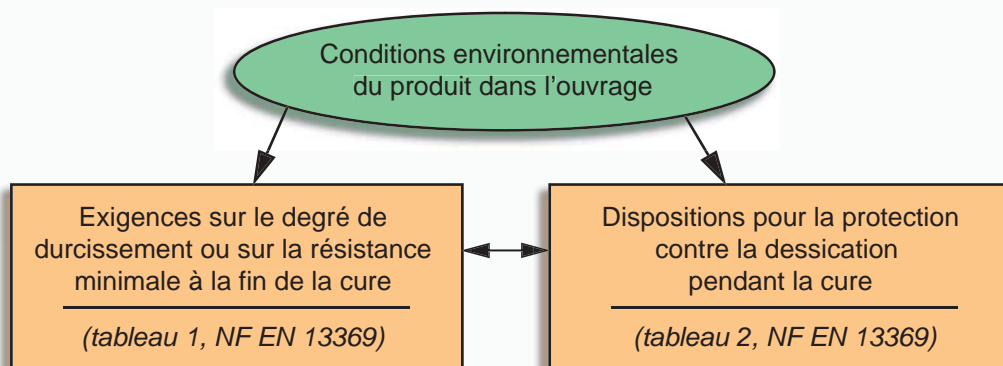 Conditions environnementales
du produit dans l'ouvrage
Exigences sur le degré de
durcissement ou sur la résistance
minimale à la fin de la cure
(tableau 1, NF EN 13369)
Dispositions pour la protection
contre la dessication
pendant la cure
(tableau 2, NF EN 13369)